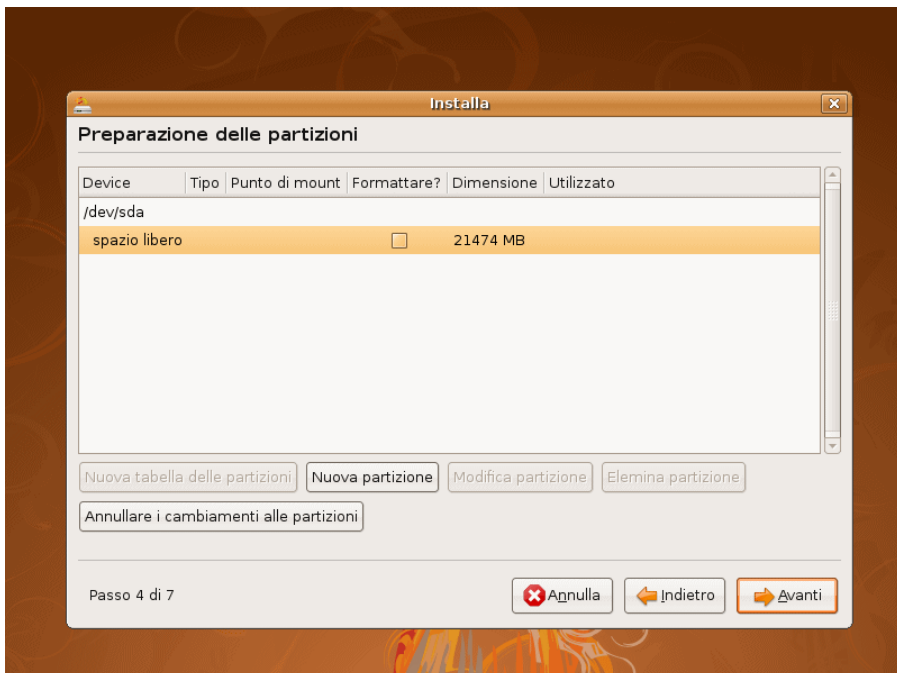 Installa
Preparazione delle partizioni
Device Tipo Punto di mount Formattare? Dimensione Utilizzato
/dev/sda
spazio libero 21474 MB
Nuova tabella delle partizioni Nuova partizione Modifica partizione Elemina partizione
Annullare i cambiamenti alle partizioni
Passo 4 di 7 Annulla Indietro Avanti